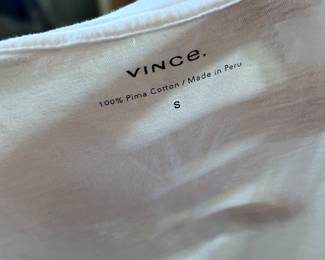 VINCe.
100% Pima Cotton / Made in Peru
S